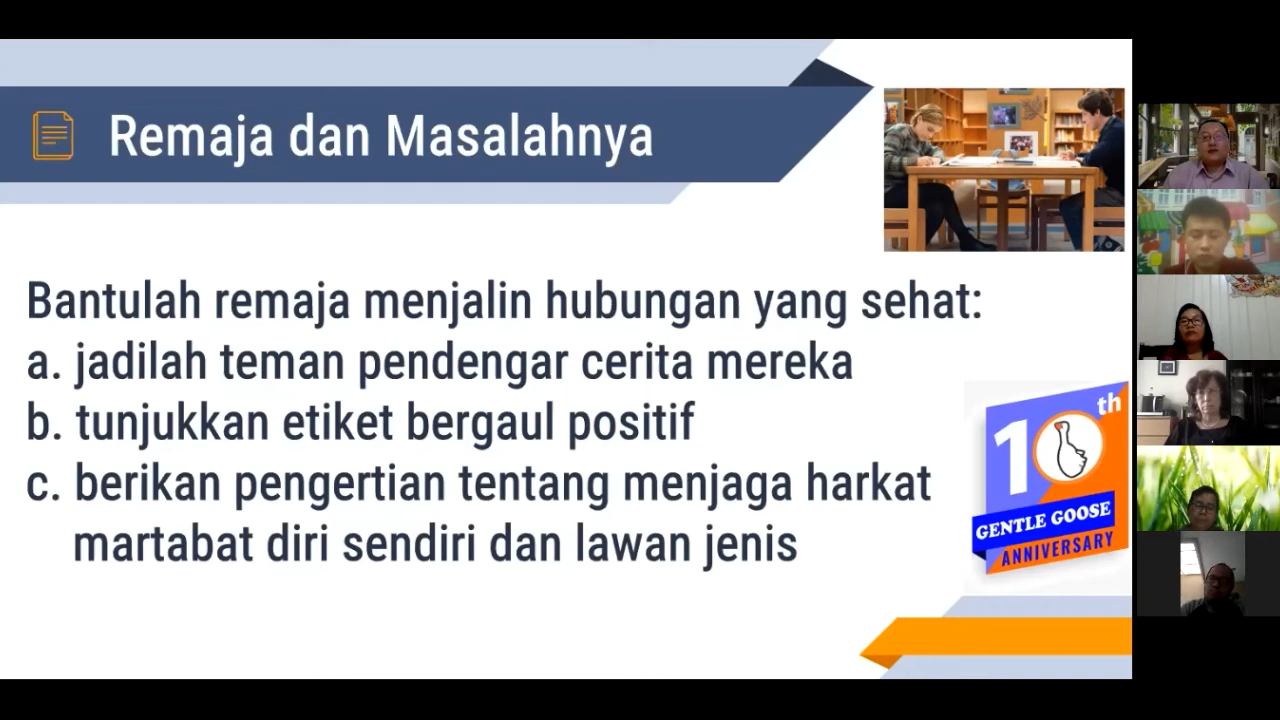 Remaja dan Masalahnya
Bantulah remaja menjalin hubungan yang sehat:
a. jadilah teman pendengar cerita mereka
b. tunjukkan etiket bergaul positif
c. berikan pengertian tentang menjaga harkat
martabat diri sendiri dan lawan jenis
10th
GENTLE GOOSE
ANNIVERSARY